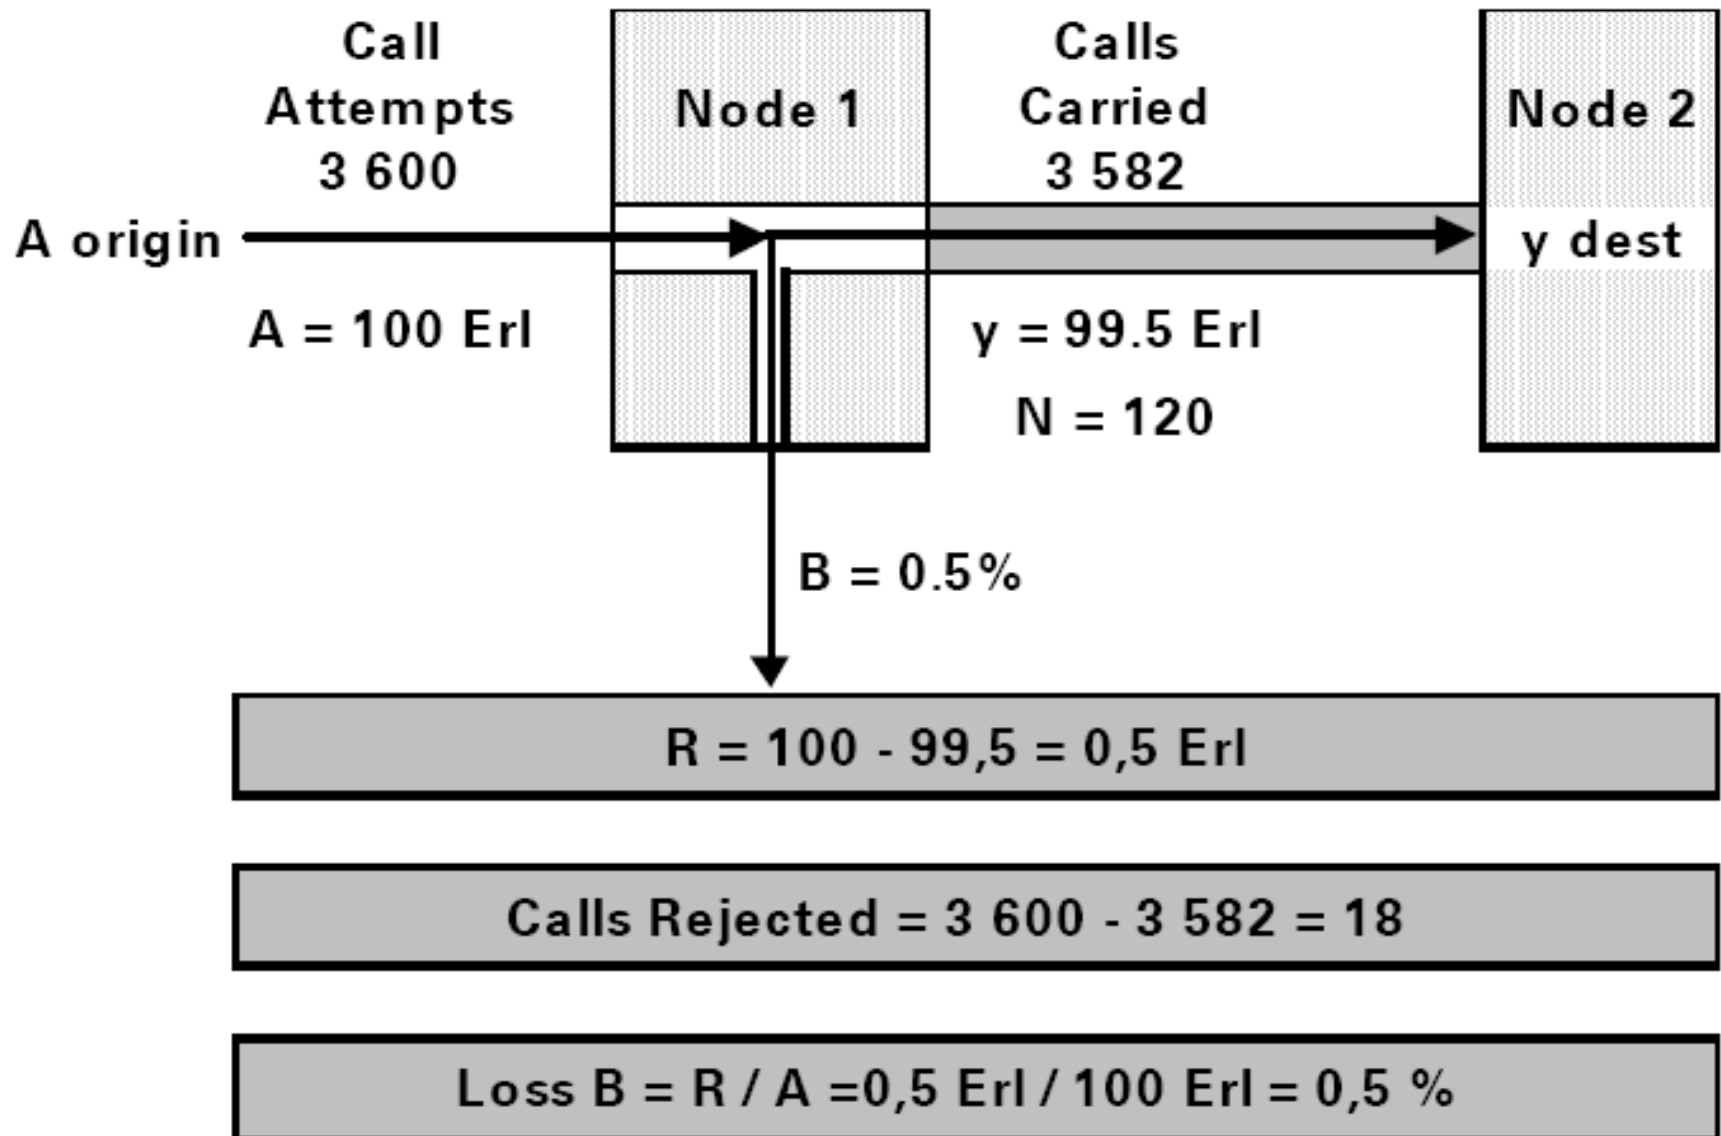 Call
Attempts
3 600
Node 1
Calls
Carried
3 582
Node 2
A origin
y dest
A = 100 Erl
y = 99.5 Erl
N = 120
B = 0.5%
R = 100 - 99,5 = 0,5 Erl
Calls Rejected = 3 600 - 3 582 = 18
Loss B = R / A =0,5 Erl / 100 Erl = 0,5 %